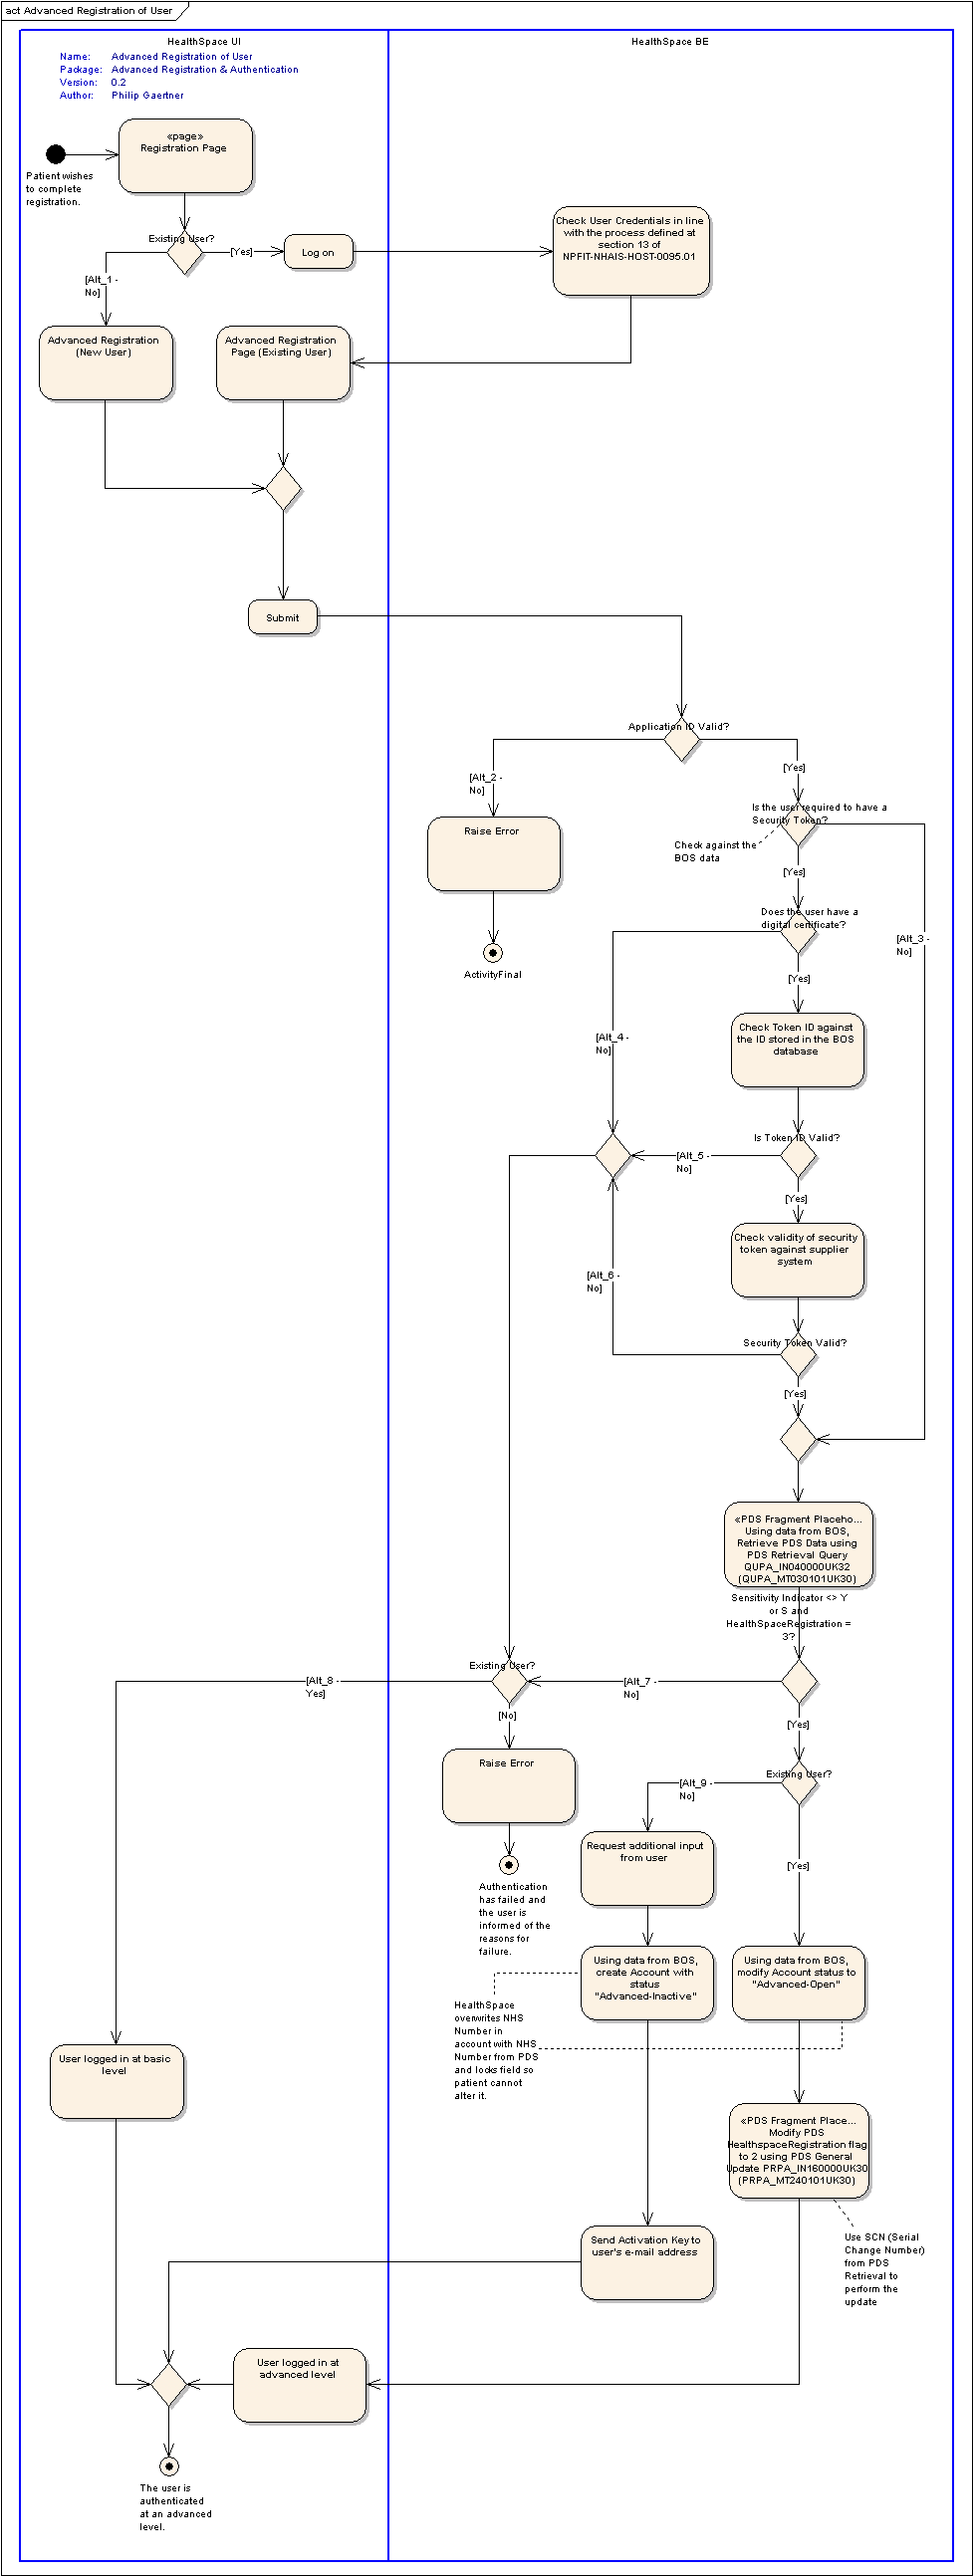 act Advanced Registration of User
HealthSpace UI
HealthSpace BE
Name: Advanced Registration of User
Package: Advanced Registration & Authentication
Version: 0.2
Author: Philip Gaertner
«page»
Registration Page
Patient wishes
to complete
registration.
Existing User?
[Yes]
Log on
Check User Credentials in line
with the process defined at
section 13 of
NPFIT-NHAIS-HOST-0095.01
[Alt_1 -
No]
Advanced Registration
(New User)
Advanced Registration
Page (Existing User)
Submit
Application ID Valid?
[Alt_2 -
No]
[Yes]
Raise Error
ActivityFinal
Is the user required to have a
Security Token?
Check against the
BOS data
[Yes]
[Alt_3 -
No]
Does the user have a
digital certificate?
[Yes]
[Alt_4 -
No]
Check Token ID against
the ID stored in the BOS
database
Is Token ID Valid?
[Alt_5 -
No]
[Yes]
Check validity of security
token against supplier
system
[Alt_6 -
No]
Security Token Valid?
[Yes]
«PDS Fragment Placeho...
Using data from BOS,
Retrieve PDS Data using
PDS Retrieval Query
QUPA_IN040000UK32
(QUPA_MT030101UK30)
Sensitivity Indicator <> Y
or S and
HealthSpaceRegistration =
3?
[Alt_7 -
No]
Existing User?
[Alt_8 -
Yes]
[No]
[Yes]
Raise Error
Authentication
has failed and
the user is
informed of the
reasons for
failure.
Existing User?
[Alt_9 -
No]
[Yes]
Request additional input
from user
Using data from BOS,
create Account with
status
"Advanced-Inactive"
Using data from BOS,
modify Account status to
"Advanced-Open"
HealthSpace
overwrites NHS
Number in
account with NHS
Number from PDS
and locks field so
patient cannot
alter it.
User logged in at basic
level
«PDS Fragment Place...
Modify PDS
HealthspaceRegistration flag
to 2 using PDS General
Update PRPA_IN160000UK30
(PRPA_MT240101UK30)
Use SCN (Serial
Change Number)
from PDS
Retrieval to
perform the
update
Send Activation Key to
user's e-mail address
User logged in at
advanced level
The user is
authenticated
at an advanced
level.